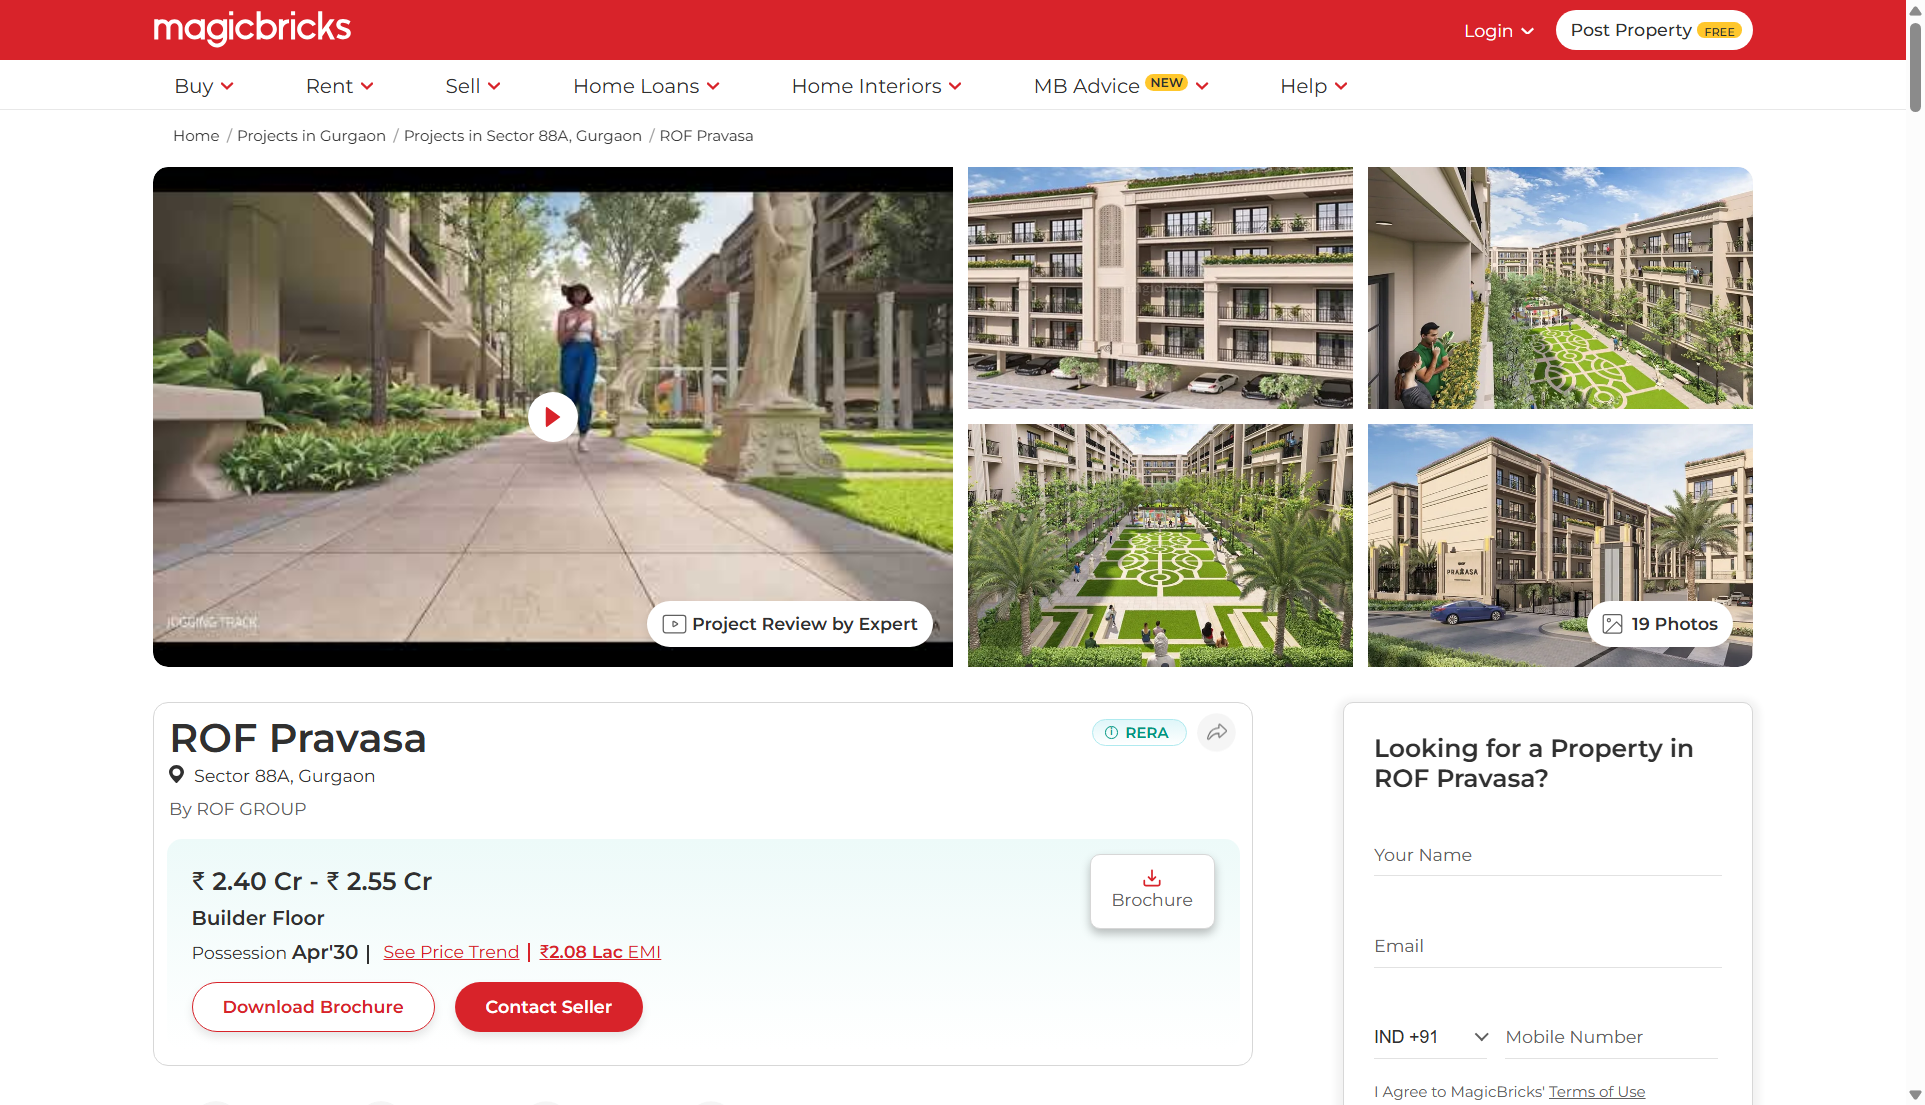 magicbricks
Login
Post Property FREE
Buy
Rent
Sell
Home Loans
Home Interiors
MB Advice NEW
Help
Home / Projects in Gurgaon / Projects in Sector 88A, Gurgaon / ROF Pravasa
JOGGING TRACK
Project Review by Expert
PRAVASA
19 Photos
ROF Pravasa
RERA
Sector 88A, Gurgaon
By ROF GROUP
₹ 2.40 Cr - ₹ 2.55 Cr
Builder Floor
Possession Apr'30 | See Price Trend | ₹2.08 Lac EMI
Brochure
Download Brochure
Contact Seller
Looking for a Property in
ROF Pravasa?
Your Name
Email
IND +91
Mobile Number
I Agree to MagicBricks' Terms of Use